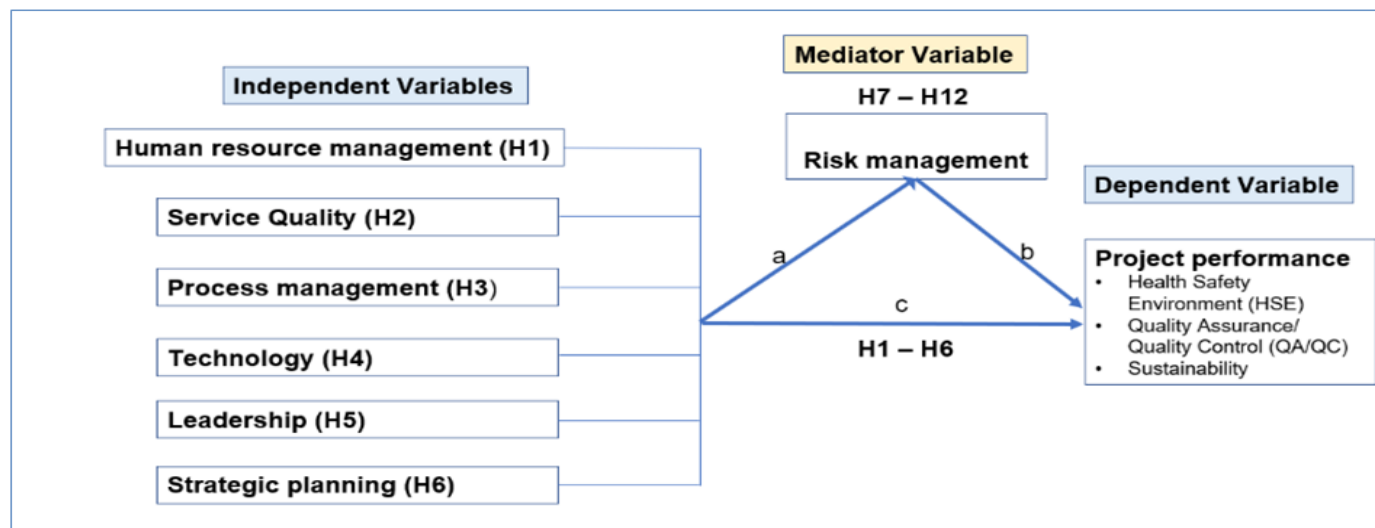 Independent Variables
Human resource management (H1)
Service Quality (H2)
Process management (H3)
Technology (H4)
Leadership (H5)
Strategic planning (H6)
Mediator Variable
H7 – H12
Risk management
a
b
c
H1 – H6
Dependent Variable
Project performance
• Health Safety
Environment (HSE)
• Quality Assurance/
Quality Control (QA/QC)
• Sustainability